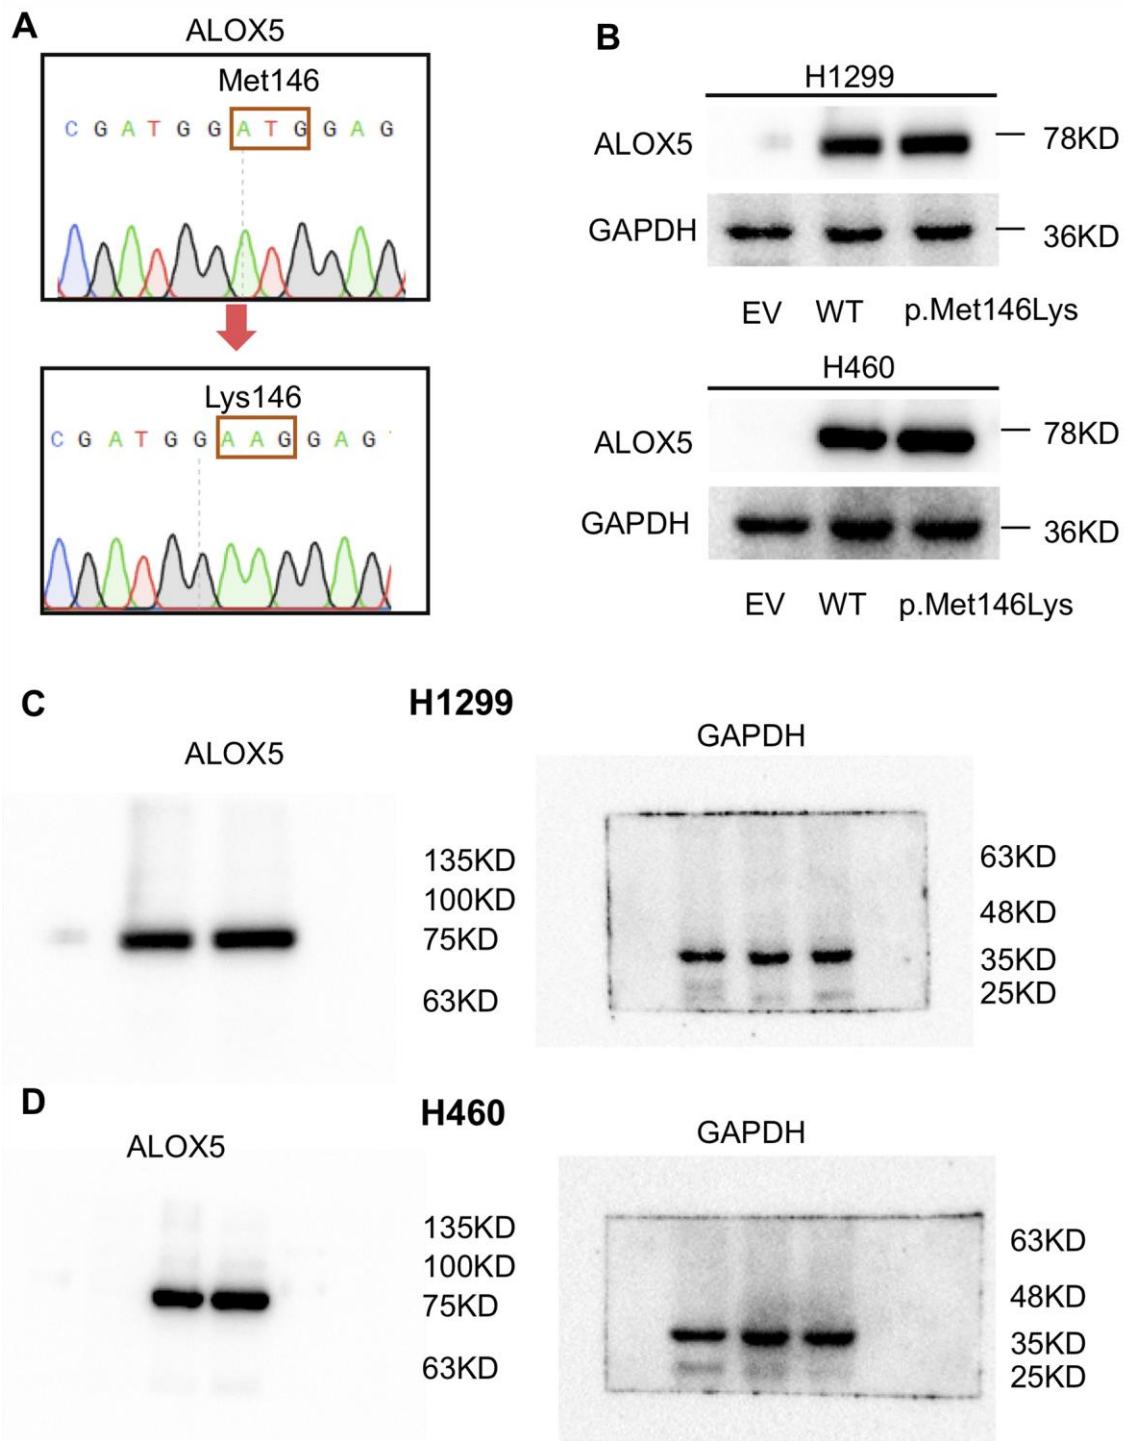 A
ALOX5
Met146
C G A T G G A T G G A G
Lys146
C G A T G G A A G G A G
B
H1299
ALOX5
78KD
GAPDH
36KD
EV WT p.Met146Lys
H460
ALOX5
78KD
GAPDH
36KD
EV WT p.Met146Lys
C
H1299
ALOX5
135KD
100KD
75KD
63KD
GAPDH
63KD
48KD
35KD
25KD
D
H460
ALOX5
135KD
100KD
75KD
63KD
GAPDH
63KD
48KD
35KD
25KD